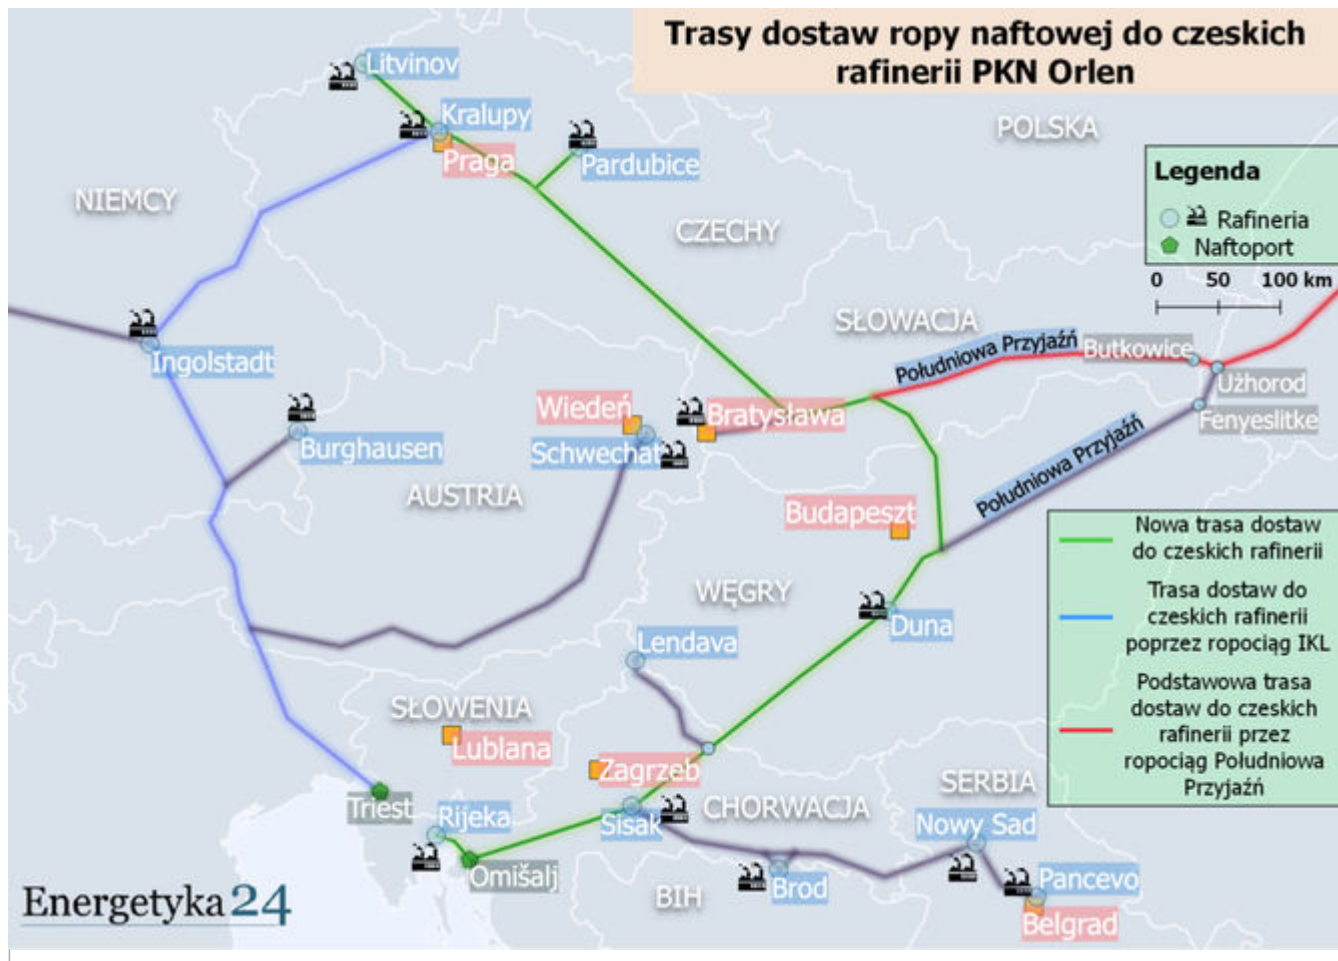 Trasy dostaw ropy naftowej do czeskich
rafinerii PKN Orlen
Litvinov
Kralupy
Praga
Pardubice
POLSKA
NIEMCY
CZECHY
Legenda
Rafineria
Naftoport
0 50 100 km
SŁOWACJA
Południowa Przyjaźń
Butkowice
Użhorod
Fenyeslitke
Ingolstadt
Wiedeń
Bratysława
Schwechat
Burghausen
AUSTRIA
Południowa Przyjaźń
Budapeszt
WĘGRY
Duna
Lendava
Nowa trasa dostaw
do czeskich rafinerii
Trasa dostaw do
czeskich rafinerii
poprzez ropociąg IKL
Podstawowa trasa
dostaw do czeskich
rafinerii przez
ropociąg Południowa
Przyjaźń
SŁOWENIA
Lublana
Zagrzeb
Triest
Rijeka
Sisak
CHORWACJA
SERBIA
Nowy Sad
Omišalj
BIH
Brod
Pancevo
Belgrad
Energetyka 24